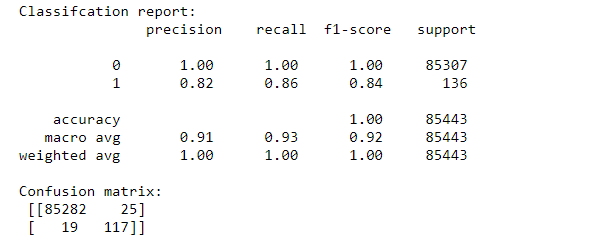 Classifcation report:
precision recall f1-score support
0 1.00 1.00 1.00 85307
1 0.82 0.86 0.84 136
accuracy 1.00 85443
macro avg 0.91 0.93 0.92 85443
weighted avg 1.00 1.00 1.00 85443
Confusion matrix:
[[85282 25]
[ 19 117]]